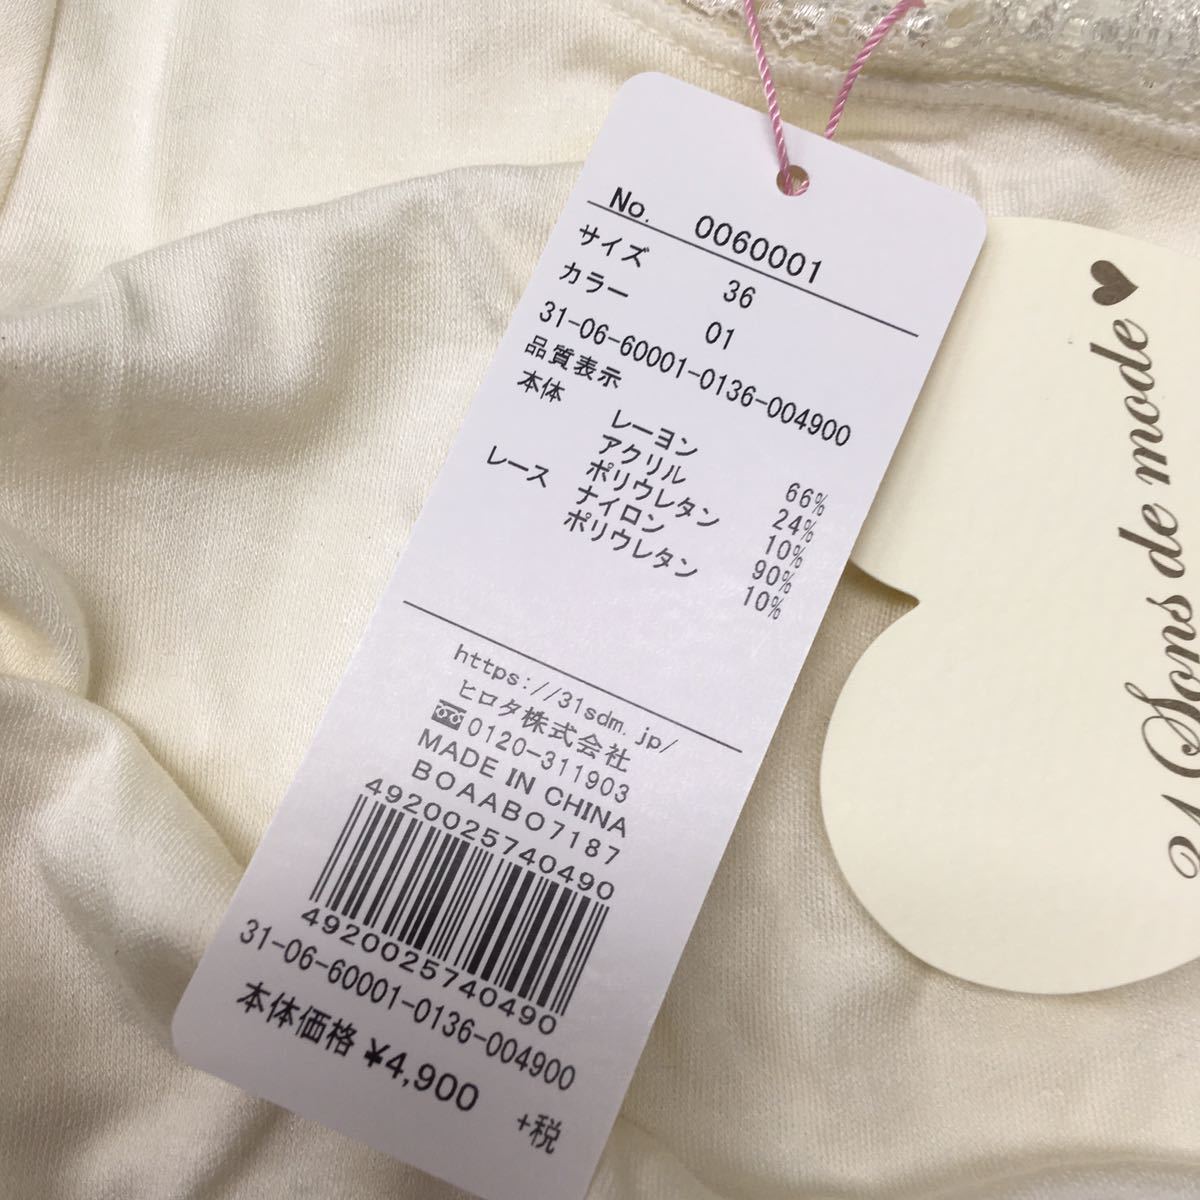 No. 0060001
サイズ 36
カラー 01
31-06-60001-0136-004900
品質表示
本体 レーヨン 66%
アクリル 24%
ポリウレタン 10%
レース ナイロン 90%
ポリウレタン 10%
https://31sdm.jp/
ヒロタ株式会社
0120-311903
MADE IN CHINA
BOAABO7187
4920025740490
4920025740490
31-06-60001-0136-004900
本体価格 ¥4,900
+税
31 Sons de mode